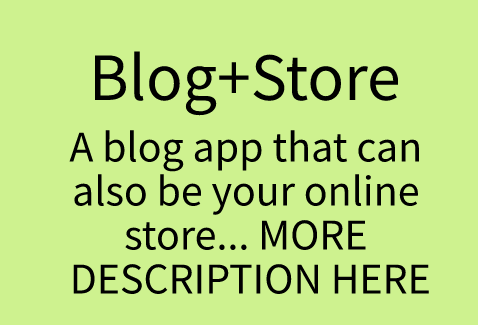 Blog+Store
A blog app that can
also be your online
store... MORE
DESCRIPTION HERE